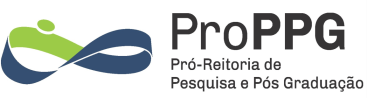 ProPPG
Pró-Reitoria de
Pesquisa e Pós Graduação